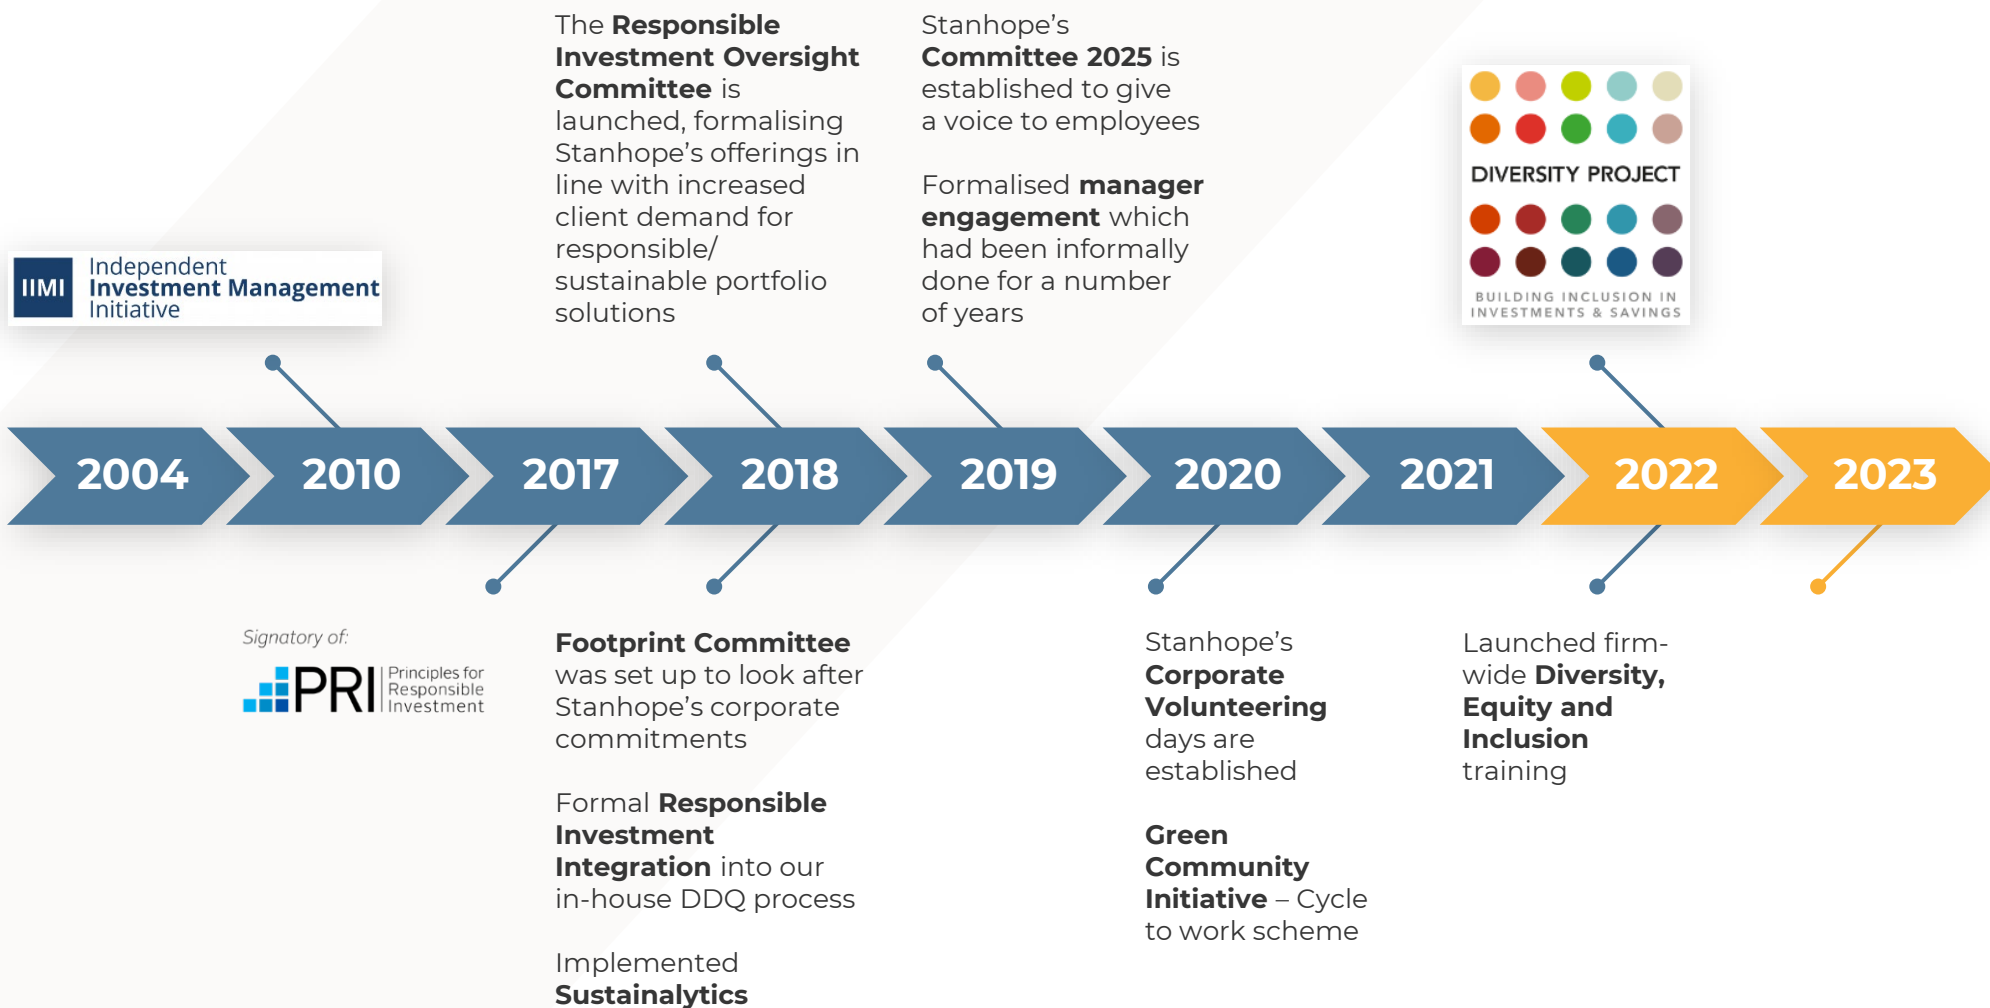 The Responsible
Investment Oversight
Committee is
launched, formalising
Stanhope’s offerings in
line with increased
client demand for
responsible/
sustainable portfolio
solutions
Stanhope’s
Committee 2025 is
established to give
a voice to employees
Formalised manager
engagement which
had been informally
done for a number
of years
DIVERSITY PROJECT
BUILDING INCLUSION IN
INVESTMENTS & SAVINGS
IIMI
Independent
Investment Management
Initiative
2004
2010
2017
2018
2019
2020
2021
2022
2023
Signatory of:
PRI
Principles for
Responsible
Investment
Footprint Committee
was set up to look after
Stanhope’s corporate
commitments
Formal Responsible
Investment
Integration into our
in-house DDQ process
Implemented
Sustainalytics
Stanhope’s
Corporate
Volunteering
days are
established
Green
Community
Initiative – Cycle
to work scheme
Launched firm-
wide Diversity,
Equity and
Inclusion
training